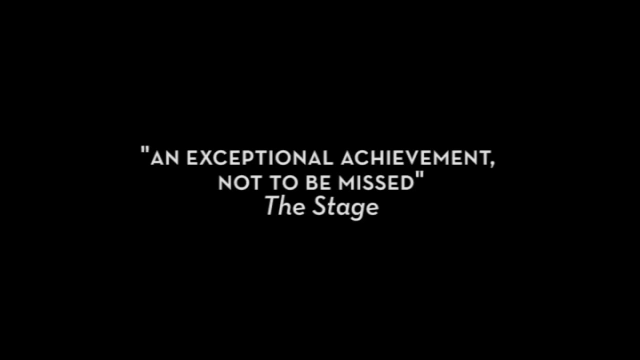 "AN EXCEPTIONAL ACHIEVEMENT,
NOT TO BE MISSED"
The Stage